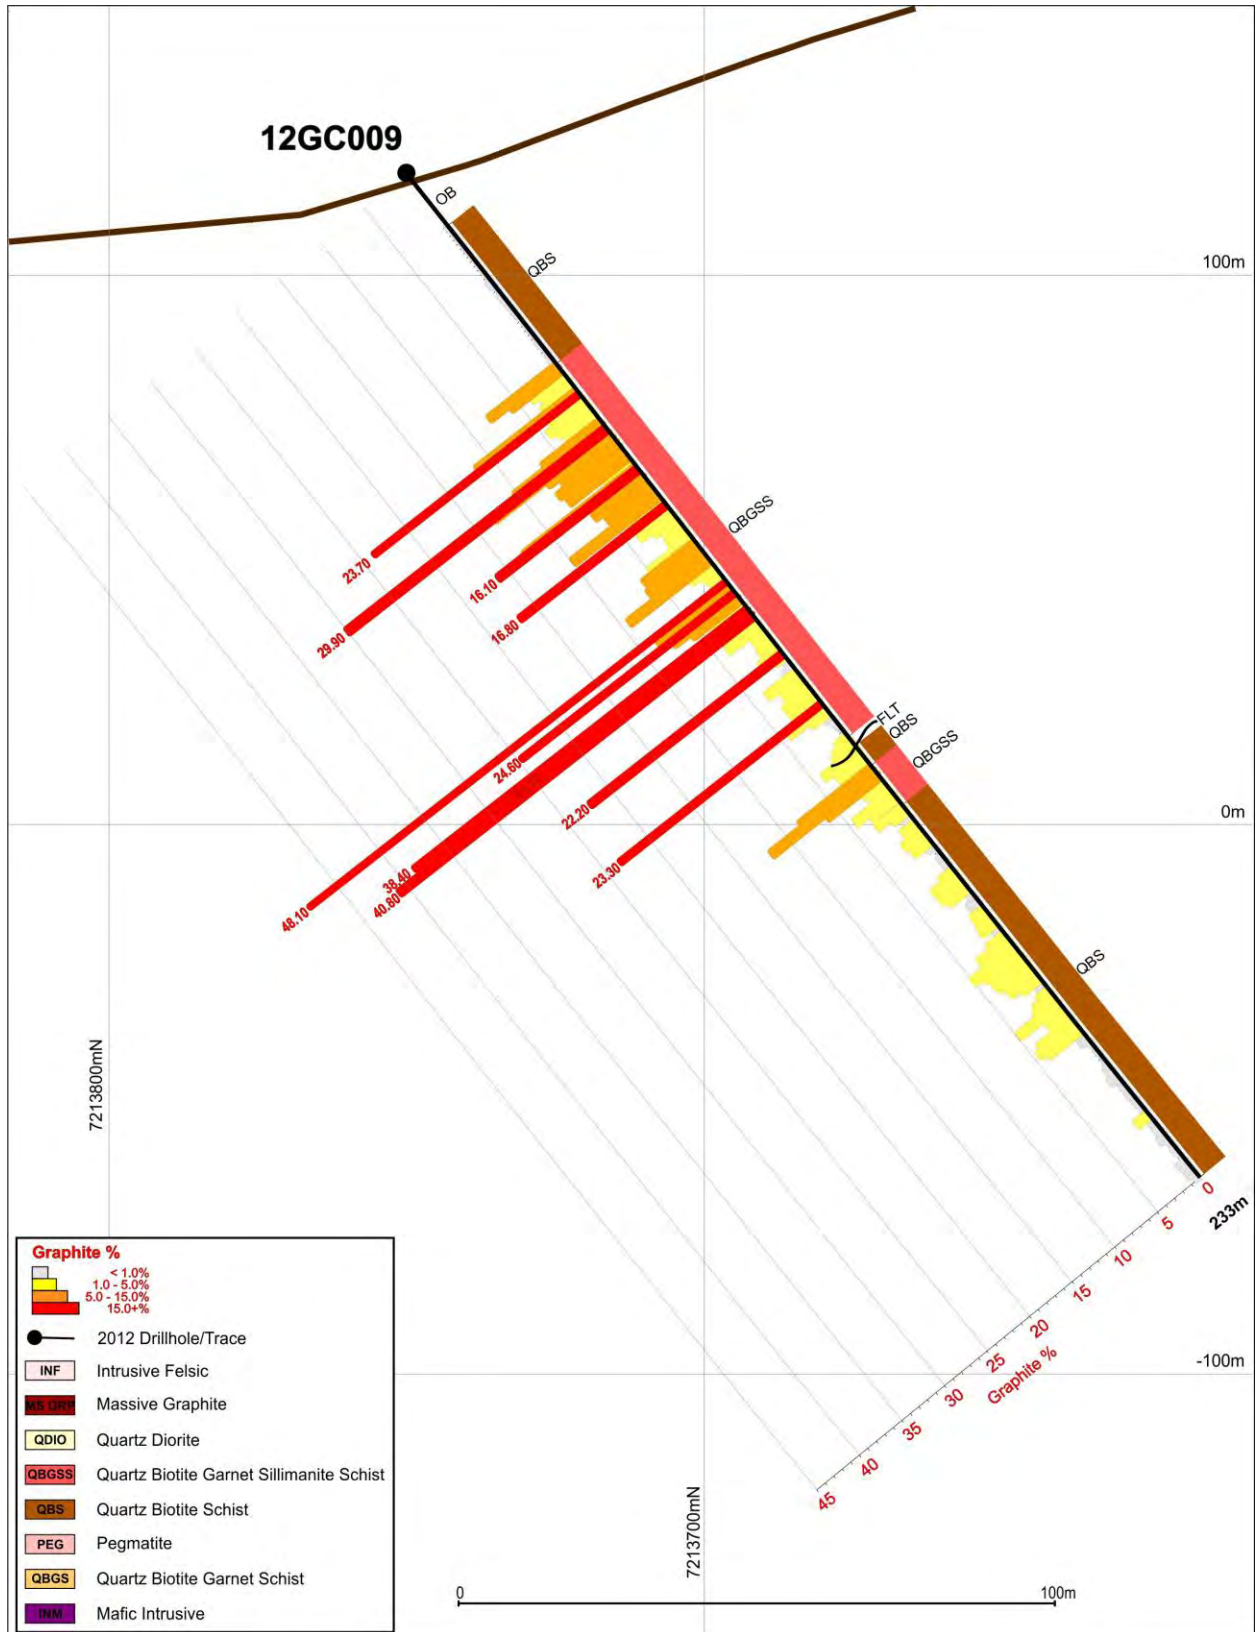 12GC009
OB
QBS
100m
QBGSS
23.70
29.90
16.10
16.80
FLT
QBS
QBGSS
24.60
22.20
0m
23.30
38.40
40.80
48.10
QBS
7213800mN
233m
0
5
10
15
20
25
30
35
40
45
Graphite %
-100m
7213700mN
0
100m
Graphite %
< 1.0%
1.0 - 5.0%
5.0 - 15.0%
15.0+%
2012 Drillhole/Trace
INF Intrusive Felsic
MS GRP Massive Graphite
QDIO Quartz Diorite
QBGSS Quartz Biotite Garnet Sillimanite Schist
QBS Quartz Biotite Schist
PEG Pegmatite
QBGS Quartz Biotite Garnet Schist
INM Mafic Intrusive